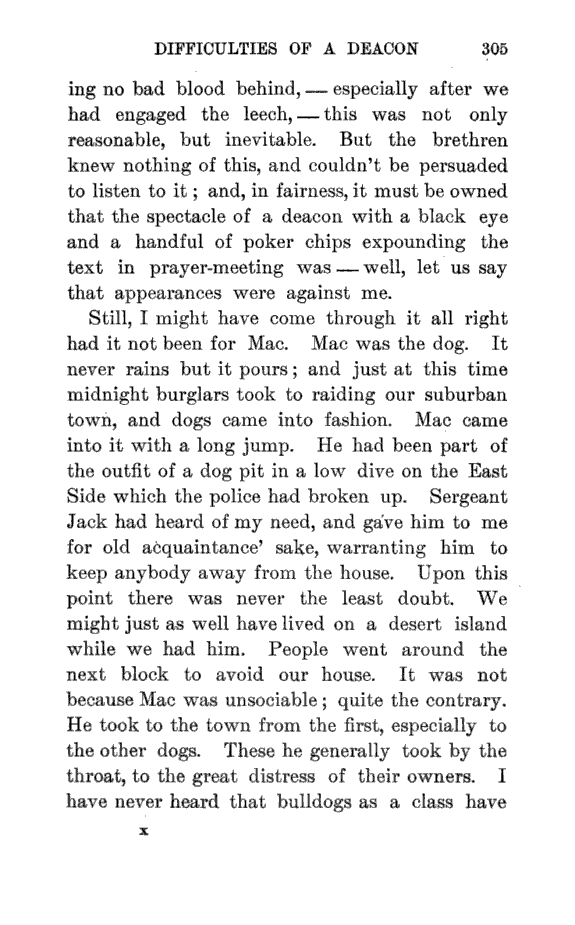 DIFFICULTIES OF A DEACON 305
ing no bad blood behind, — especially after we
had engaged the leech, — this was not only
reasonable, but inevitable. But the brethren
knew nothing of this, and couldn't be persuaded
to listen to it ; and, in fairness, it must be owned
that the spectacle of a deacon with a black eye
and a handful of poker chips expounding the
text in prayer-meeting was — well, let us say
that appearances were against me.
Still, I might have come through it all right
had it not been for Mac. Mac was the dog. It
never rains but it pours ; and just at this time
midnight burglars took to raiding our suburban
town, and dogs came into fashion. Mac came
into it with a long jump. He had been part of
the outfit of a dog pit in a low dive on the East
Side which the police had broken up. Sergeant
Jack had heard of my need, and gave him to me
for old acquaintance' sake, warranting him to
keep anybody away from the house. Upon this
point there was never the least doubt. We
might just as well have lived on a desert island
while we had him. People went around the
next block to avoid our house. It was not
because Mac was unsociable ; quite the contrary.
He took to the town from the first, especially to
the other dogs. These he generally took by the
throat, to the great distress of their owners. I
have never heard that bulldogs as a class have
x